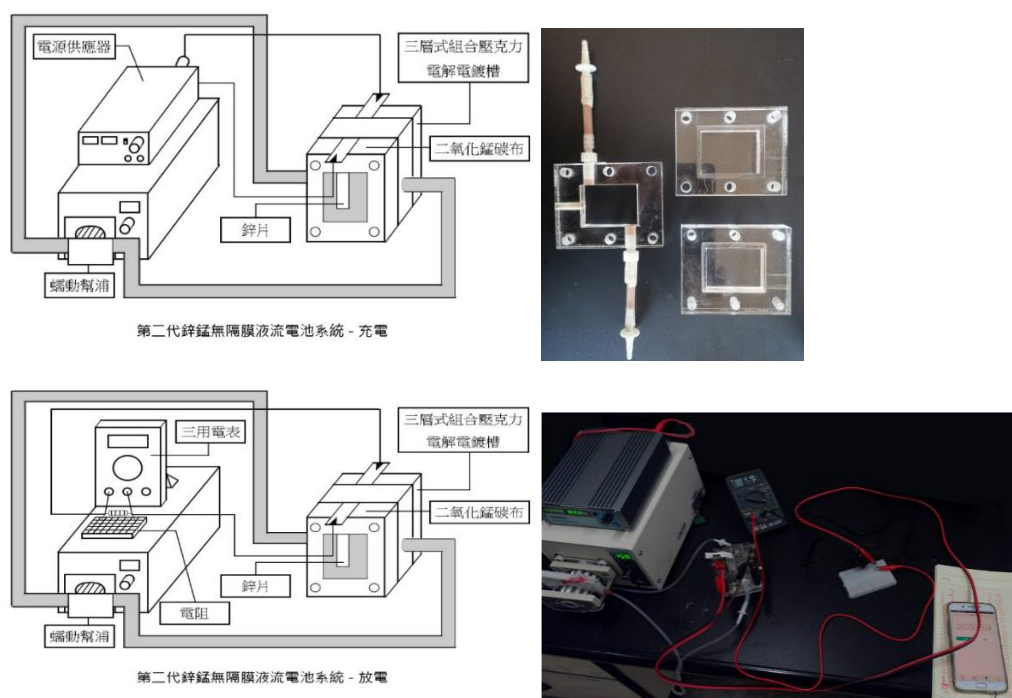 電源供應器
三層式組合壓克力
電解電鍍槽
二氧化錳碳布
鋅片
蠕動幫浦
第二代鋅錳無隔膜液流電池系統 - 充電
三用電表
三層式組合壓克力
電解電鍍槽
二氧化錳碳布
鋅片
電阻
蠕動幫浦
第二代鋅錳無隔膜液流電池系統 - 放電